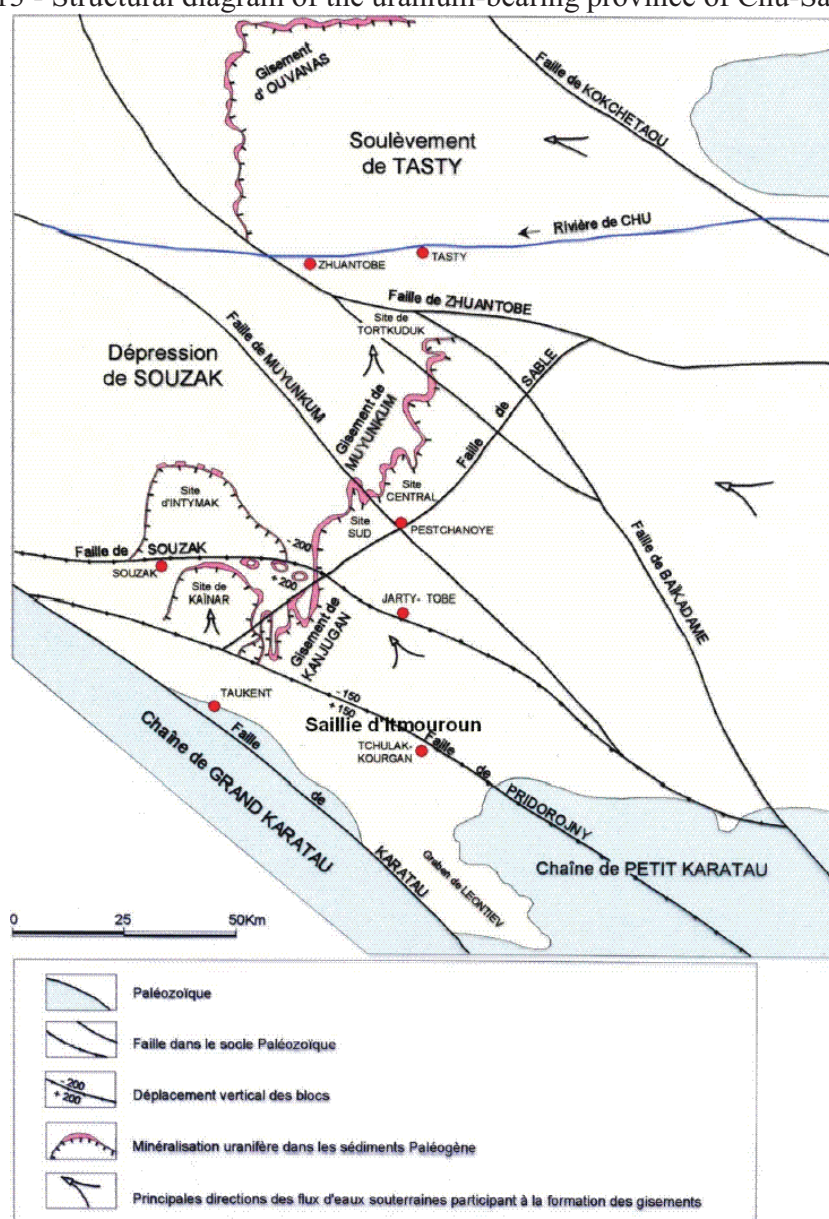 - Structural diagram of the uranium-bearing province of Chu-Sa
Gisement
d' OUVANAS
Faille de KOKCHETAOU
Soulèvement
de TASTY
Rivière de CHU
ZHUANTOBE
TASTY
Faille de ZHUANTOBE
Site de
TORTKUDUK
Faille de MUYUNKUM
Dépression
de SOUZAK
Gisement de
MUYUNKUM
Faille de SABLE
Site
CENTRAL
Site
d'INTYMAK
Site
SUD
PESTCHANOYE
- 200
+ 200
Faille de SOUZAK
SOUZAK
Faille de BAÏKADAME
Site de
KAÏNAR
JARTY- TOBE
Gisement de
KANJUGAN
- 150
+ 150
TAUKENT
Saillie d'Itmouroun
TCHULAK-
KOURGAN
Faille de PRIDOROJNY
Chaîne de GRAND KARATAU
Faille de KARATAU
Chaîne de PETIT KARATAU
Graben de LEONTIEV
0 25 50Km
Paléozoïque
Faille dans le socle Paléozoïque
- 200
+ 200
Déplacement vertical des blocs
Minéralisation uranifère dans les sédiments Paléogène
Principales directions des flux d'eaux souterraines participant à la formation des gisements